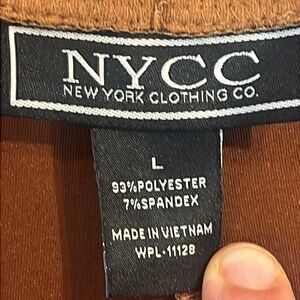 NYCC
NEW YORK CLOTHING CO.
L
93%POLYESTER
7%SPANDEX
MADE IN VIETNAM
WPL-11128